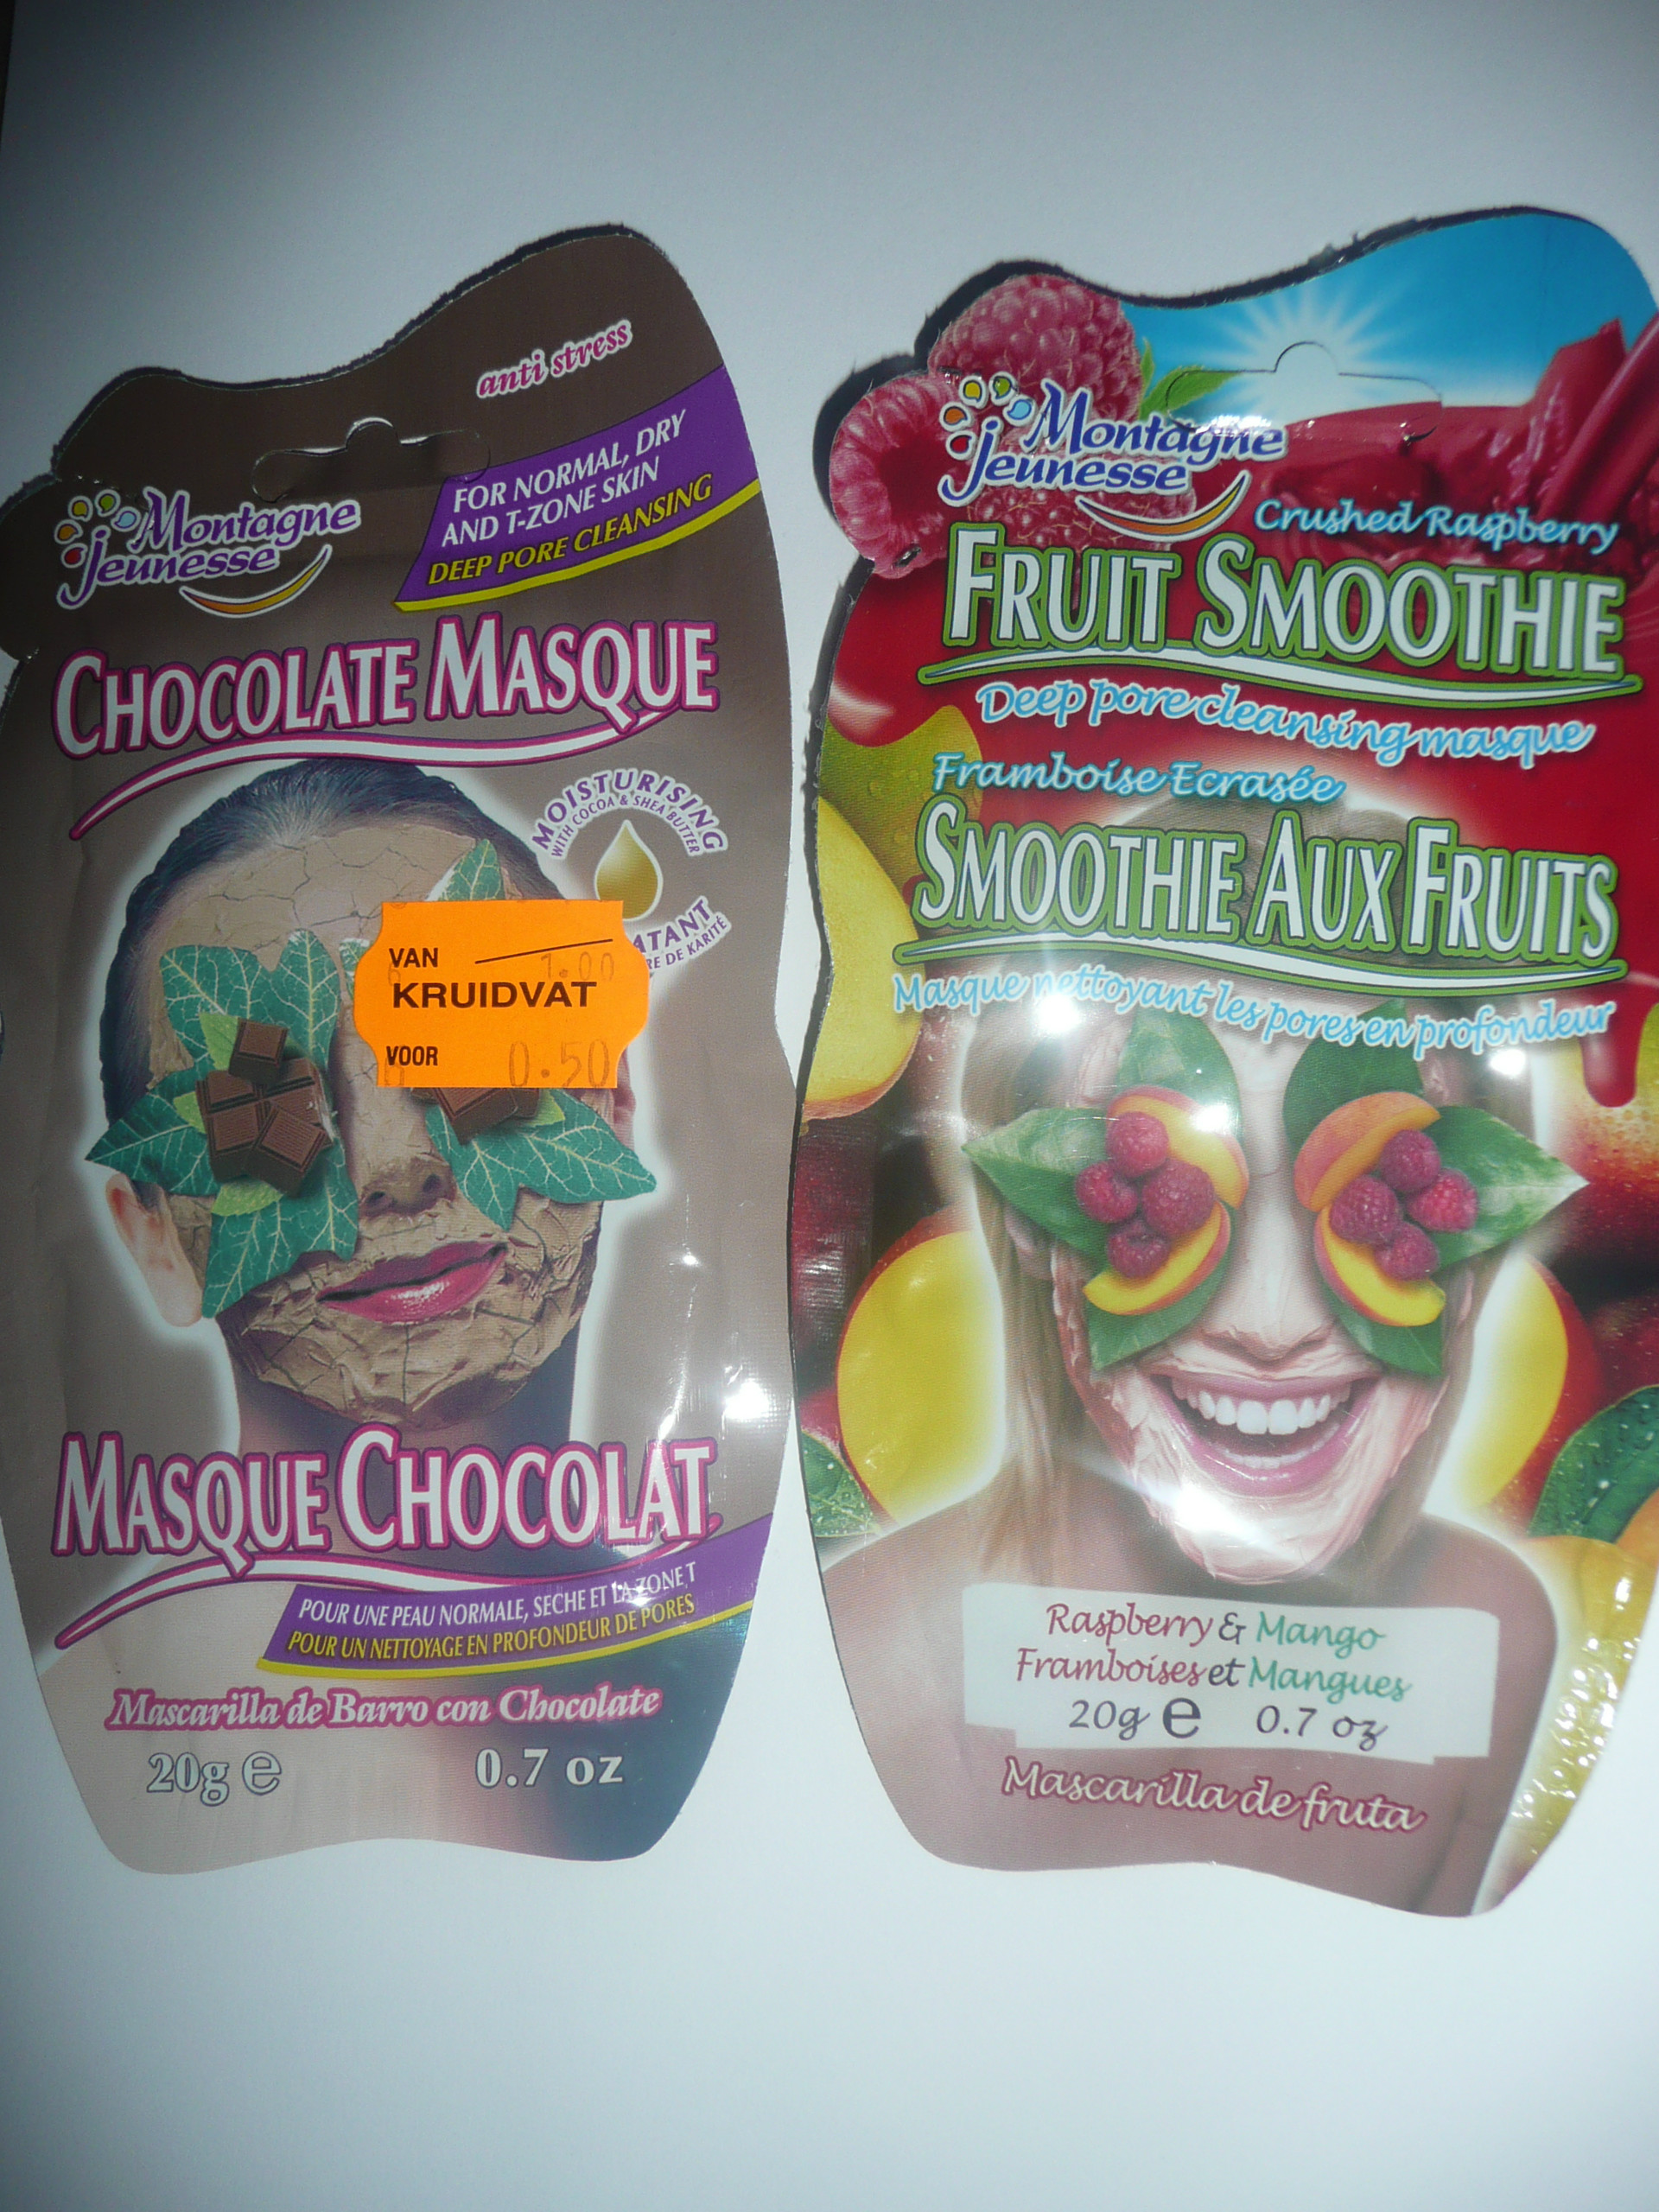 anti stress
FOR NORMAL, DRY
AND T-ZONE SKIN
DEEP PORE CLEANSING
Montagne
Jeunesse
CHOCOLATE MASQUE
MOISTURISING
WITH COCOA & SHEA BUTTER
ATANT
RE DE KARITÉ
VAN 1.00
KRUIDVAT
VOOR 0.50
MASQUE CHOCOLAT
POUR UNE PEAU NORMALE, SECHE ET LA ZONE T
POUR UN NETTOYAGE EN PROFONDEUR DE PORES
Mascarilla de Barro con Chocolate
20g e 0.7 oz
Montagne
Jeunesse
Crushed Raspberry
FRUIT SMOOTHIE
Deep pore cleansing masque
Framboise Ecrasée
SMOOTHIE AUX FRUITS
Masque nettoyant les pores en profondeur
Raspberry & Mango
Framboises et Mangues
20g e 0.7 oz
Mascarilla de fruta